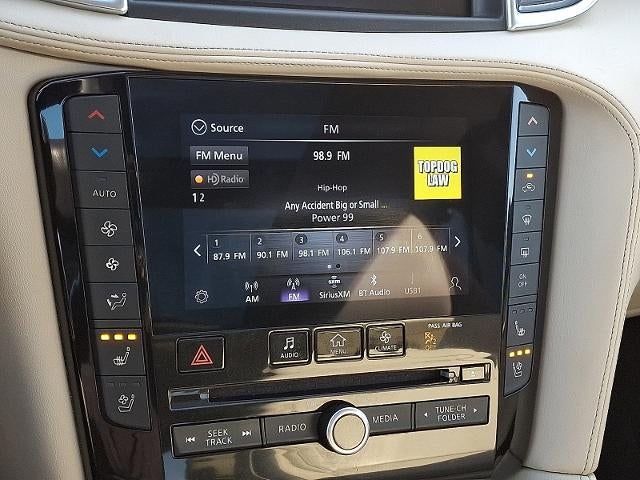 Source FM
FM Menu 98.9 FM
HD Radio
1 2
Hip-Hop
Any Accident Big or Small ...
Power 99
TOPDOG
LAW
1 2 3 4 5 6
87.9 FM 90.1 FM 98.1 FM 106.1 FM 107.9 FM 107.9 FM
AM FM SiriusXM BT Audio USB1
AUTO
ON
OFF
PASS AIR BAG
OFF
AUDIO MENU CLIMATE
SEEK
TRACK
RADIO MEDIA
TUNE-CH
FOLDER